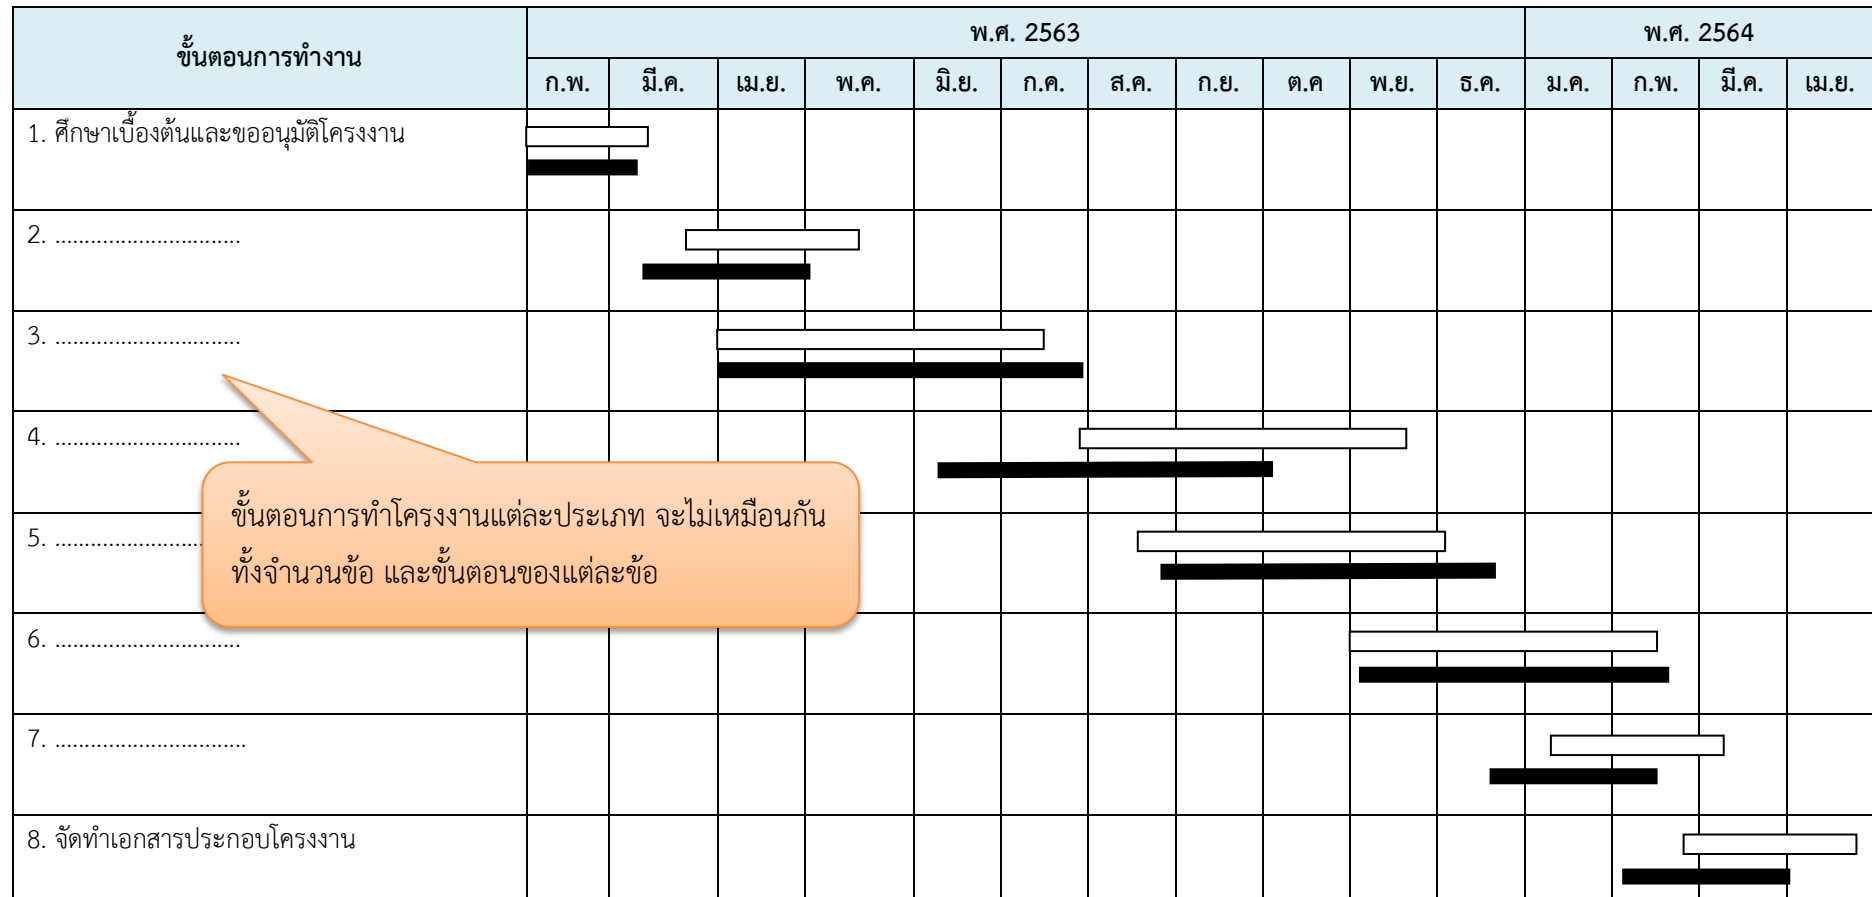 ขั้นตอนการทำงาน
พ.ศ. 2563
พ.ศ. 2564
ก.พ. มี.ค. เม.ย. พ.ค. มิ.ย. ก.ค. ส.ค. ก.ย. ต.ค พ.ย. ธ.ค. ม.ค. ก.พ. มี.ค. เม.ย.
1. ศึกษาเบื้องต้นและขออนุมัติโครงงาน
2. ...............................
3. ...............................
4. ...............................
ขั้นตอนการทำโครงงานแต่ละประเภท จะไม่เหมือนกัน
ทั้งจำนวนข้อ และขั้นตอนของแต่ละข้อ
5. .........................
6. ...............................
7. ................................
8. จัดทำเอกสารประกอบโครงงาน